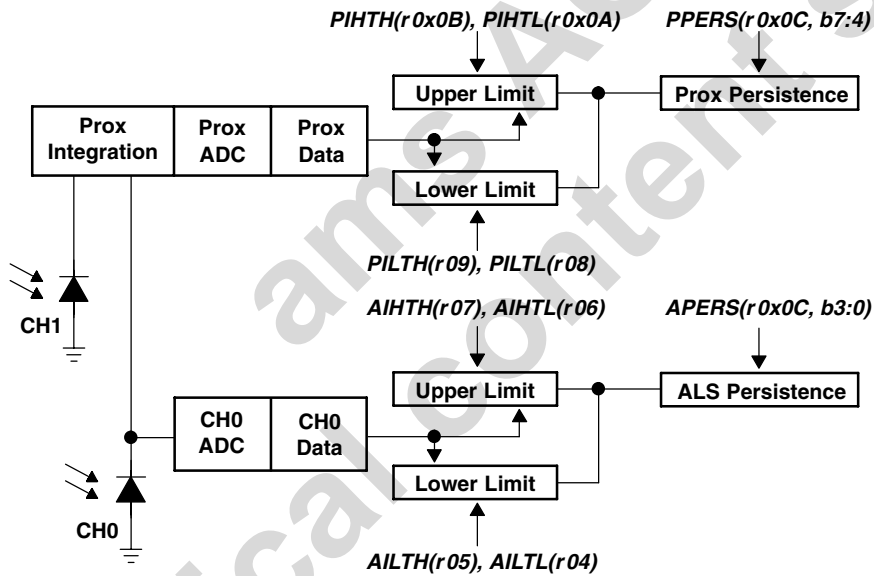 PIHTH(r0x0B), PIHTL(r0x0A)
PPERS(r0x0C, b7:4)
Upper Limit
Prox Persistence
Prox Integration
Prox ADC
Prox Data
Lower Limit
PILTH(r09), PILTL(r08)
CH1
AIHTH(r07), AIHTL(r06)
APERS(r0x0C, b3:0)
Upper Limit
ALS Persistence
CH0 ADC
CH0 Data
Lower Limit
CH0
AILTH(r05), AILTL(r04)